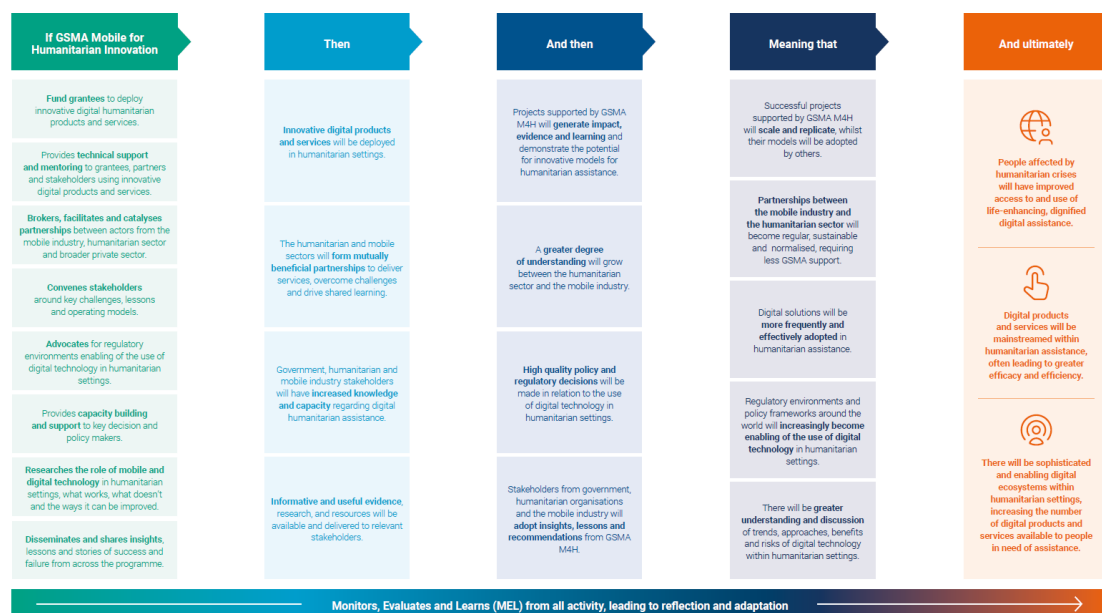 If GSMA Mobile for
Humanitarian Innovation
Fund grantees to deploy
innovative digital humanitarian
products and services.
Provides technical support
and mentoring to grantees, partners
and stakeholders using innovative
digital products and services.
Brokers, facilitates and catalyses
partnerships between actors from the
mobile industry, humanitarian sector
and broader private sector.
Convenes stakeholders
around key challenges, lessons
and operating models.
Advocates for regulatory
environments enabling of the use of
digital technology in humanitarian
settings.
Provides capacity building
and support to key decision and
policy makers.
Researches the role of mobile and
digital technology in humanitarian
settings, what works, what doesn't
and the ways it can be improved.
Disseminates and shares insights,
lessons and stories of success and
failure from across the programme.
Then
Innovative digital products
and services will be deployed
in humanitarian settings.
The humanitarian and mobile
sectors will form mutually
beneficial partnerships to deliver
services, overcome challenges
and drive shared learning.
Government, humanitarian and
mobile industry stakeholders
will have increased knowledge
and capacity regarding digital
humanitarian assistance.
Informative and useful evidence,
research, and resources will be
available and delivered to relevant
stakeholders.
And then
Projects supported by GSMA
M4H will generate impact,
evidence and learning and
demonstrate the potential
for innovative models for
humanitarian assistance.
A greater degree
of understanding will grow
between the humanitarian
sector and the mobile industry.
High quality policy and
regulatory decisions will be
made in relation to the use
of digital technology in
humanitarian settings.
Stakeholders from government,
humanitarian organisations
and the mobile industry will
adopt insights, lessons and
recommendations from GSMA
M4H.
Meaning that
Successful projects
supported by GSMA M4H
will scale and replicate, whilst
their models will be adopted
by others.
Partnerships between
the mobile industry and
the humanitarian sector will
become regular, sustainable
and normalised, requiring
less GSMA support.
Digital solutions will be
more frequently and
effectively adopted in
humanitarian assistance.
Regulatory environments and
policy frameworks around the
world will increasingly become
enabling of the use of digital
technology in humanitarian
settings.
There will be greater
understanding and discussion
of trends, approaches, benefits
and risks of digital technology
within humanitarian settings.
And ultimately
People affected by
humanitarian crises
will have improved
access to and use of
life-enhancing, dignified
digital assistance.
Digital products
and services will be
mainstreamed within
humanitarian assistance,
often leading to greater
efficacy and efficiency.
There will be sophisticated
and enabling digital
ecosystems within
humanitarian settings,
increasing the number
of digital products and
services available to people
in need of assistance.
Monitors, Evaluates and Learns (MEL) from all activity, leading to reflection and adaptation